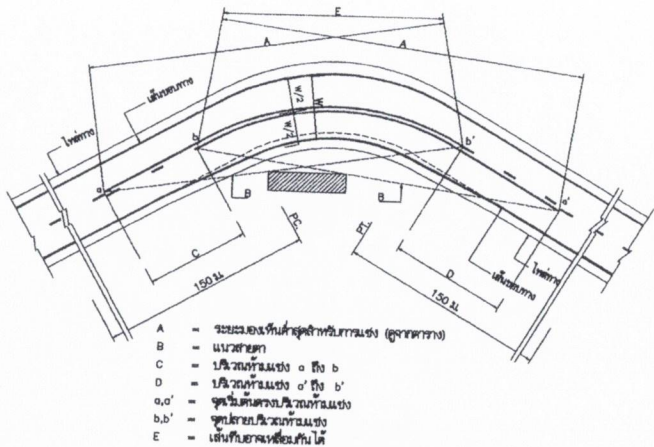 E
A
A
W/2
W
W/2
เส้นขอบทาง
ไหล่ทาง
b
b'
a
a'
B
B
P.C.
P.T.
C
D
150 ม.
150 ม.
ไหล่ทาง
เส้นขอบทาง
A = ระยะมองเห็นต่ำสุดสำหรับการแซง (ดูจากตาราง)
B = แนวสายตา
C = บริเวณห้ามแซง a ถึง b
D = บริเวณห้ามแซง a' ถึง b'
a,a' = จุดเริ่มต้นตรงบริเวณห้ามแซง
b,b' = จุดปลายบริเวณห้ามแซง
E = เส้นทึบอาจเหลื่อมกันได้